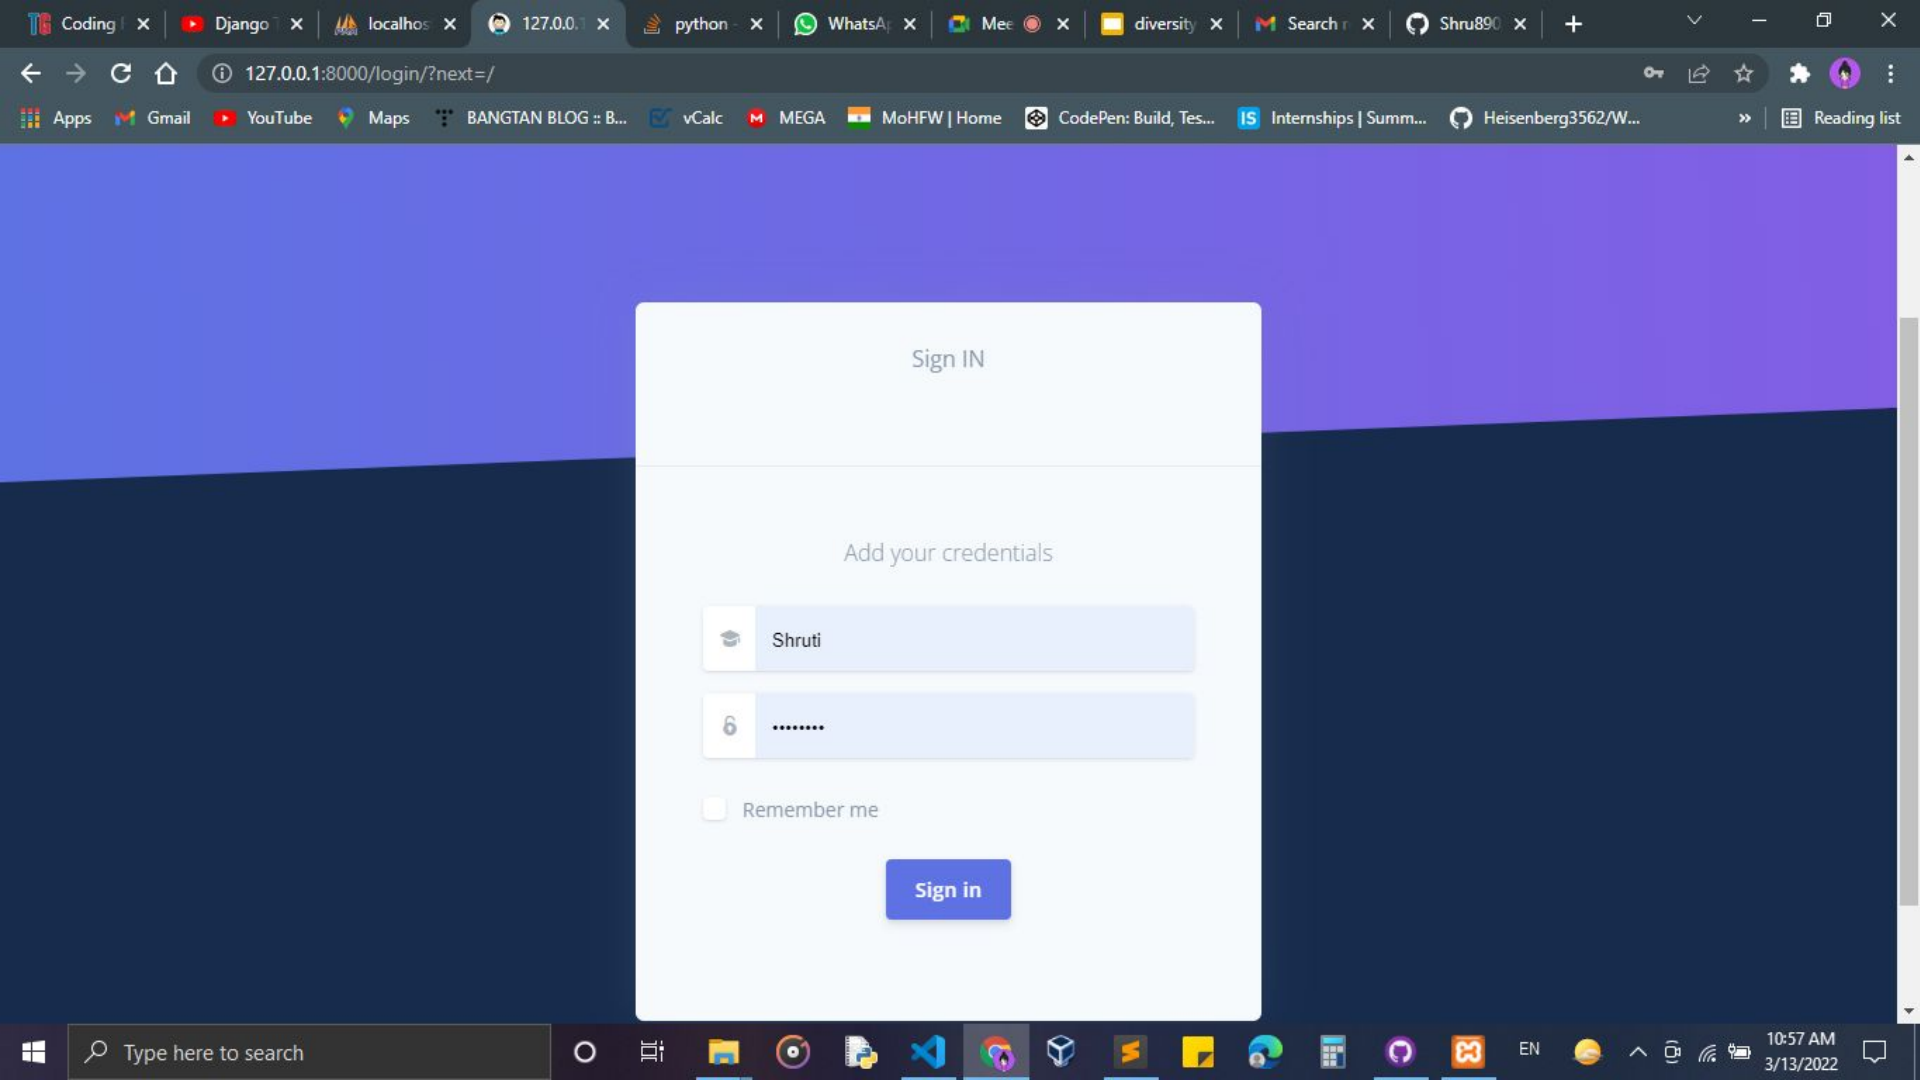 Coding
Django
localhos
127.0.0.1
python -
WhatsAp
Mee
diversity
Search r
Shru890
127.0.0.1:8000/login/?next=/
Apps
Gmail
YouTube
Maps
BANGTAN BLOG :: B...
vCalc
MEGA
MoHFW | Home
CodePen: Build, Tes...
IS
Internships | Summ...
Heisenberg3562/W...
»
Reading list
Sign IN
Add your credentials
Shruti
••••••••
Remember me
Sign in
Type here to search
EN
10:57 AM
3/13/2022